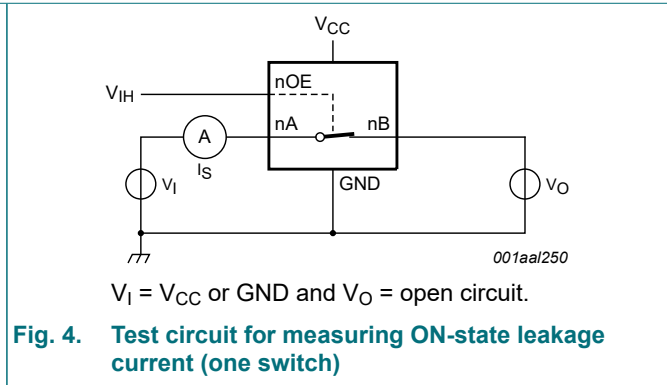 VCC
nOE
VIH
nA
nB
A
IS
VI
GND
VO
001aal250
VI = VCC or GND and VO = open circuit.
Fig. 4. Test circuit for measuring ON-state leakage
current (one switch)